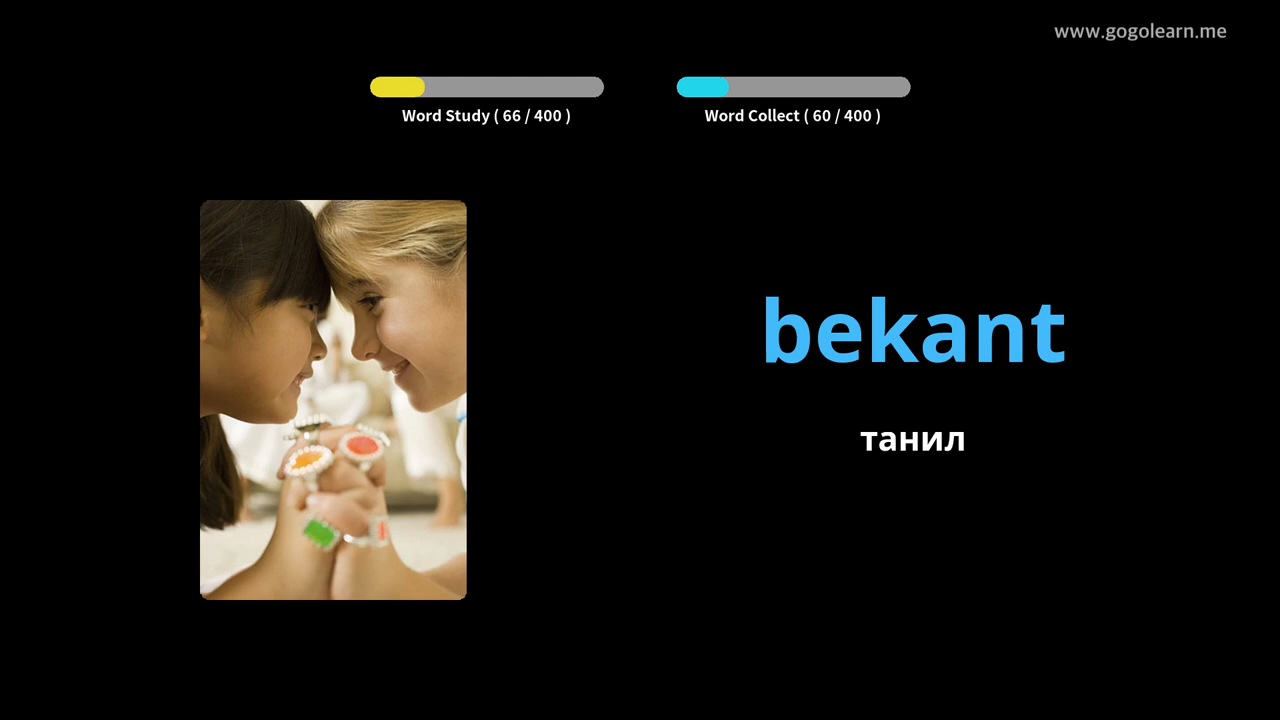 www.gogolearn.me
Word Study ( 66 / 400 )
Word Collect ( 60 / 400 )
bekant
танил